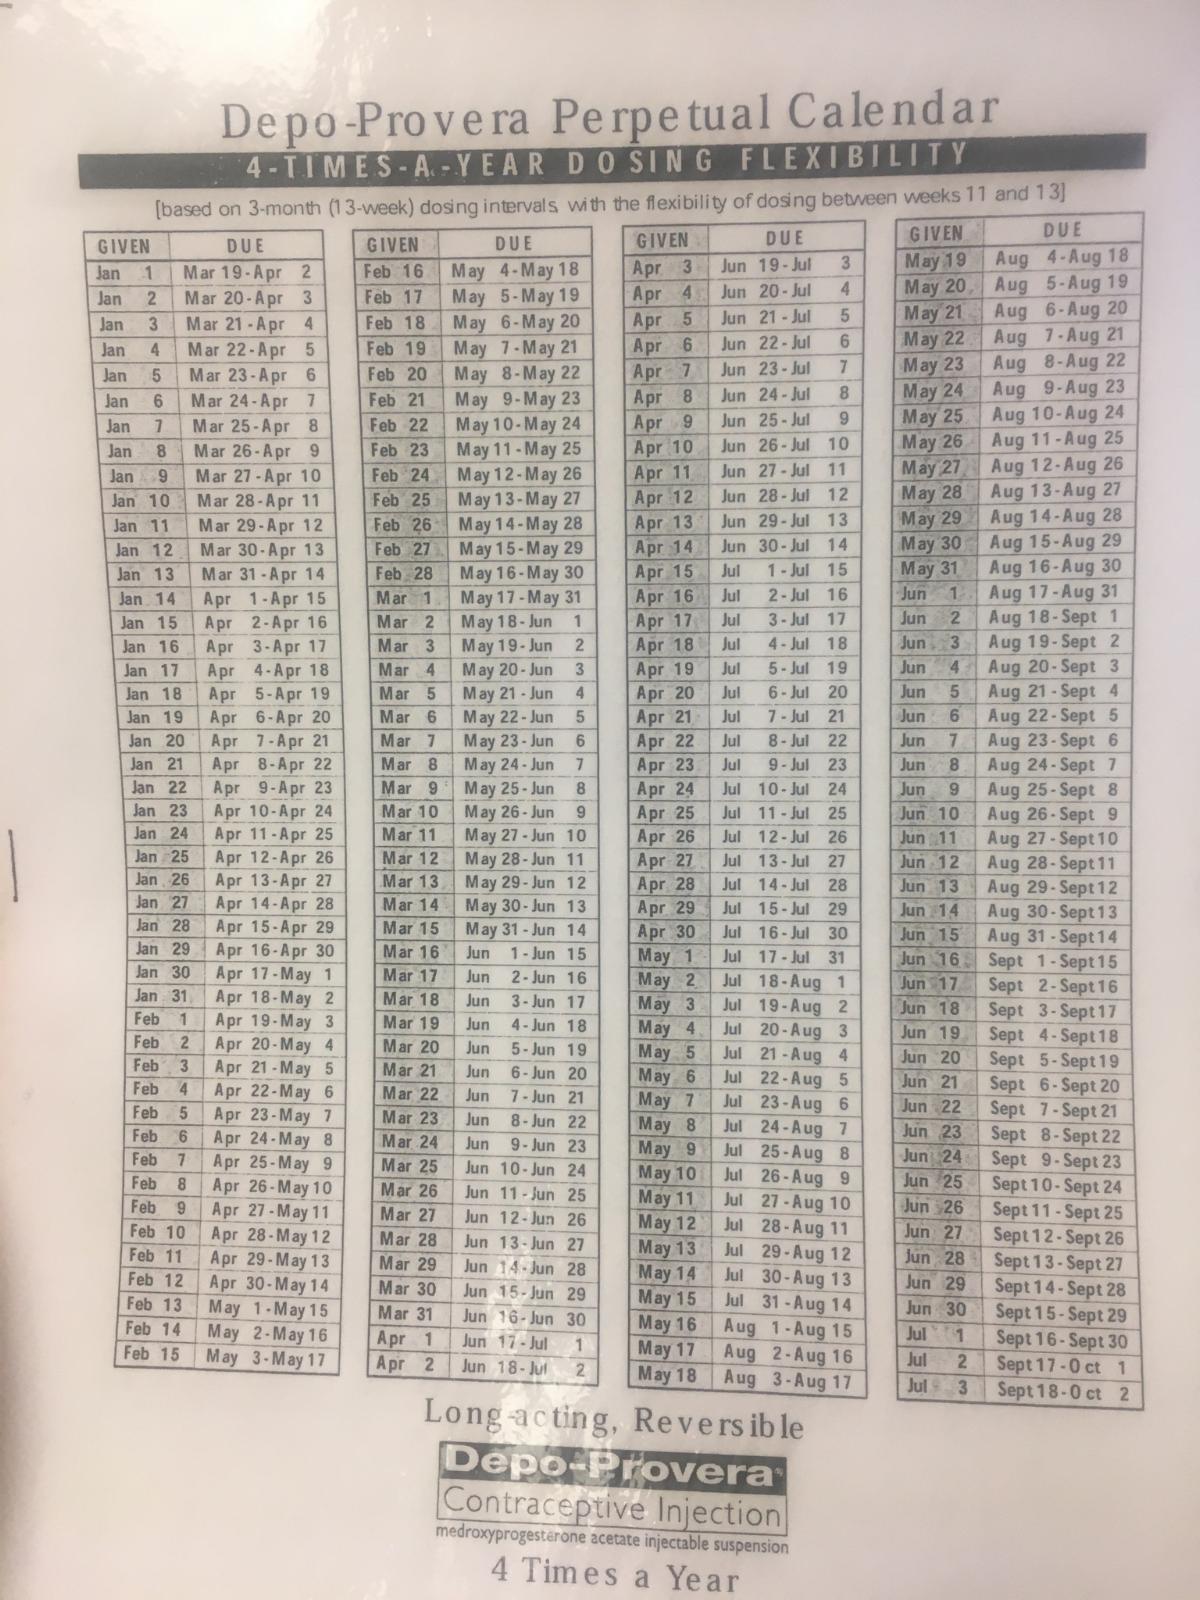 Depo-Provera Perpetual Calendar
4-TIMES-A-YEAR DOSING FLEXIBILITY
[based on 3-month (13-week) dosing intervals, with the flexibility of dosing between weeks 11 and 13]
GIVEN DUE
Jan 1 Mar 19-Apr 2
Jan 2 Mar 20-Apr 3
Jan 3 Mar 21-Apr 4
Jan 4 Mar 22-Apr 5
Jan 5 Mar 23-Apr 6
Jan 6 Mar 24-Apr 7
Jan 7 Mar 25-Apr 8
Jan 8 Mar 26-Apr 9
Jan 9 Mar 27-Apr 10
Jan 10 Mar 28-Apr 11
Jan 11 Mar 29-Apr 12
Jan 12 Mar 30-Apr 13
Jan 13 Mar 31-Apr 14
Jan 14 Apr 1-Apr 15
Jan 15 Apr 2-Apr 16
Jan 16 Apr 3-Apr 17
Jan 17 Apr 4-Apr 18
Jan 18 Apr 5-Apr 19
Jan 19 Apr 6-Apr 20
Jan 20 Apr 7-Apr 21
Jan 21 Apr 8-Apr 22
Jan 22 Apr 9-Apr 23
Jan 23 Apr 10-Apr 24
Jan 24 Apr 11-Apr 25
Jan 25 Apr 12-Apr 26
Jan 26 Apr 13-Apr 27
Jan 27 Apr 14-Apr 28
Jan 28 Apr 15-Apr 29
Jan 29 Apr 16-Apr 30
Jan 30 Apr 17-May 1
Jan 31 Apr 18-May 2
Feb 1 Apr 19-May 3
Feb 2 Apr 20-May 4
Feb 3 Apr 21-May 5
Feb 4 Apr 22-May 6
Feb 5 Apr 23-May 7
Feb 6 Apr 24-May 8
Feb 7 Apr 25-May 9
Feb 8 Apr 26-May 10
Feb 9 Apr 27-May 11
Feb 10 Apr 28-May 12
Feb 11 Apr 29-May 13
Feb 12 Apr 30-May 14
Feb 13 May 1-May 15
Feb 14 May 2-May 16
Feb 15 May 3-May 17
GIVEN DUE
Feb 16 May 4-May 18
Feb 17 May 5-May 19
Feb 18 May 6-May 20
Feb 19 May 7-May 21
Feb 20 May 8-May 22
Feb 21 May 9-May 23
Feb 22 May 10-May 24
Feb 23 May 11-May 25
Feb 24 May 12-May 26
Feb 25 May 13-May 27
Feb 26 May 14-May 28
Feb 27 May 15-May 29
Feb 28 May 16-May 30
Mar 1 May 17-May 31
Mar 2 May 18-Jun 1
Mar 3 May 19-Jun 2
Mar 4 May 20-Jun 3
Mar 5 May 21-Jun 4
Mar 6 May 22-Jun 5
Mar 7 May 23-Jun 6
Mar 8 May 24-Jun 7
Mar 9 May 25-Jun 8
Mar 10 May 26-Jun 9
Mar 11 May 27-Jun 10
Mar 12 May 28-Jun 11
Mar 13 May 29-Jun 12
Mar 14 May 30-Jun 13
Mar 15 May 31-Jun 14
Mar 16 Jun 1-Jun 15
Mar 17 Jun 2-Jun 16
Mar 18 Jun 3-Jun 17
Mar 19 Jun 4-Jun 18
Mar 20 Jun 5-Jun 19
Mar 21 Jun 6-Jun 20
Mar 22 Jun 7-Jun 21
Mar 23 Jun 8-Jun 22
Mar 24 Jun 9-Jun 23
Mar 25 Jun 10-Jun 24
Mar 26 Jun 11-Jun 25
Mar 27 Jun 12-Jun 26
Mar 28 Jun 13-Jun 27
Mar 29 Jun 14-Jun 28
Mar 30 Jun 15-Jun 29
Mar 31 Jun 16-Jun 30
Apr 1 Jun 17-Jul 1
Apr 2 Jun 18-Jul 2
GIVEN DUE
Apr 3 Jun 19-Jul 3
Apr 4 Jun 20-Jul 4
Apr 5 Jun 21-Jul 5
Apr 6 Jun 22-Jul 6
Apr 7 Jun 23-Jul 7
Apr 8 Jun 24-Jul 8
Apr 9 Jun 25-Jul 9
Apr 10 Jun 26-Jul 10
Apr 11 Jun 27-Jul 11
Apr 12 Jun 28-Jul 12
Apr 13 Jun 29-Jul 13
Apr 14 Jun 30-Jul 14
Apr 15 Jul 1-Jul 15
Apr 16 Jul 2-Jul 16
Apr 17 Jul 3-Jul 17
Apr 18 Jul 4-Jul 18
Apr 19 Jul 5-Jul 19
Apr 20 Jul 6-Jul 20
Apr 21 Jul 7-Jul 21
Apr 22 Jul 8-Jul 22
Apr 23 Jul 9-Jul 23
Apr 24 Jul 10-Jul 24
Apr 25 Jul 11-Jul 25
Apr 26 Jul 12-Jul 26
Apr 27 Jul 13-Jul 27
Apr 28 Jul 14-Jul 28
Apr 29 Jul 15-Jul 29
Apr 30 Jul 16-Jul 30
May 1 Jul 17-Jul 31
May 2 Jul 18-Aug 1
May 3 Jul 19-Aug 2
May 4 Jul 20-Aug 3
May 5 Jul 21-Aug 4
May 6 Jul 22-Aug 5
May 7 Jul 23-Aug 6
May 8 Jul 24-Aug 7
May 9 Jul 25-Aug 8
May 10 Jul 26-Aug 9
May 11 Jul 27-Aug 10
May 12 Jul 28-Aug 11
May 13 Jul 29-Aug 12
May 14 Jul 30-Aug 13
May 15 Jul 31-Aug 14
May 16 Aug 1-Aug 15
May 17 Aug 2-Aug 16
May 18 Aug 3-Aug 17
GIVEN DUE
May 19 Aug 4-Aug 18
May 20 Aug 5-Aug 19
May 21 Aug 6-Aug 20
May 22 Aug 7-Aug 21
May 23 Aug 8-Aug 22
May 24 Aug 9-Aug 23
May 25 Aug 10-Aug 24
May 26 Aug 11-Aug 25
May 27 Aug 12-Aug 26
May 28 Aug 13-Aug 27
May 29 Aug 14-Aug 28
May 30 Aug 15-Aug 29
May 31 Aug 16-Aug 30
Jun 1 Aug 17-Aug 31
Jun 2 Aug 18-Sept 1
Jun 3 Aug 19-Sept 2
Jun 4 Aug 20-Sept 3
Jun 5 Aug 21-Sept 4
Jun 6 Aug 22-Sept 5
Jun 7 Aug 23-Sept 6
Jun 8 Aug 24-Sept 7
Jun 9 Aug 25-Sept 8
Jun 10 Aug 26-Sept 9
Jun 11 Aug 27-Sept 10
Jun 12 Aug 28-Sept 11
Jun 13 Aug 29-Sept 12
Jun 14 Aug 30-Sept 13
Jun 15 Aug 31-Sept 14
Jun 16 Sept 1-Sept 15
Jun 17 Sept 2-Sept 16
Jun 18 Sept 3-Sept 17
Jun 19 Sept 4-Sept 18
Jun 20 Sept 5-Sept 19
Jun 21 Sept 6-Sept 20
Jun 22 Sept 7-Sept 21
Jun 23 Sept 8-Sept 22
Jun 24 Sept 9-Sept 23
Jun 25 Sept 10-Sept 24
Jun 26 Sept 11-Sept 25
Jun 27 Sept 12-Sept 26
Jun 28 Sept 13-Sept 27
Jun 29 Sept 14-Sept 28
Jun 30 Sept 15-Sept 29
Jul 1 Sept 16-Sept 30
Jul 2 Sept 17-Oct 1
Jul 3 Sept 18-Oct 2
Long-acting, Reversible
Depo-Provera®
Contraceptive Injection
medroxyprogesterone acetate injectable suspension
4 Times a Year